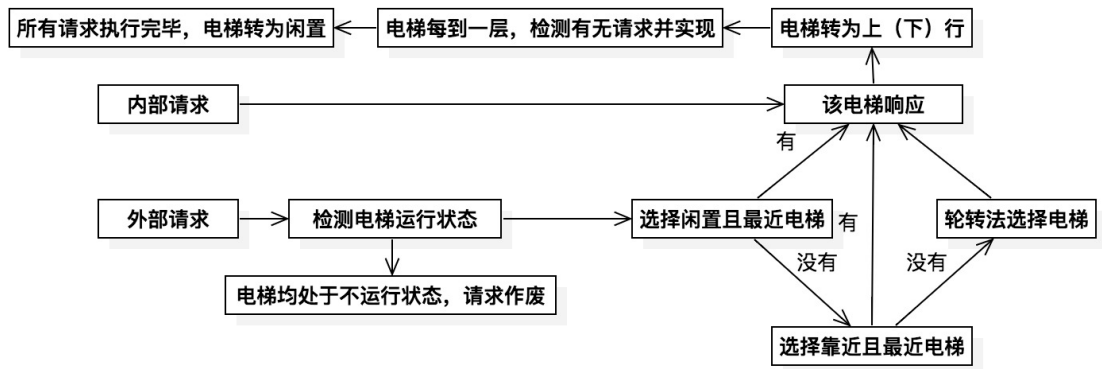 所有请求执行完毕，电梯转为闲置
电梯每到一层，检测有无请求并实现
电梯转为上（下）行
内部请求
该电梯响应
有
外部请求
检测电梯运行状态
选择闲置且最近电梯
有
轮转法选择电梯
没有
没有
电梯均处于不运行状态，请求作废
选择靠近且最近电梯